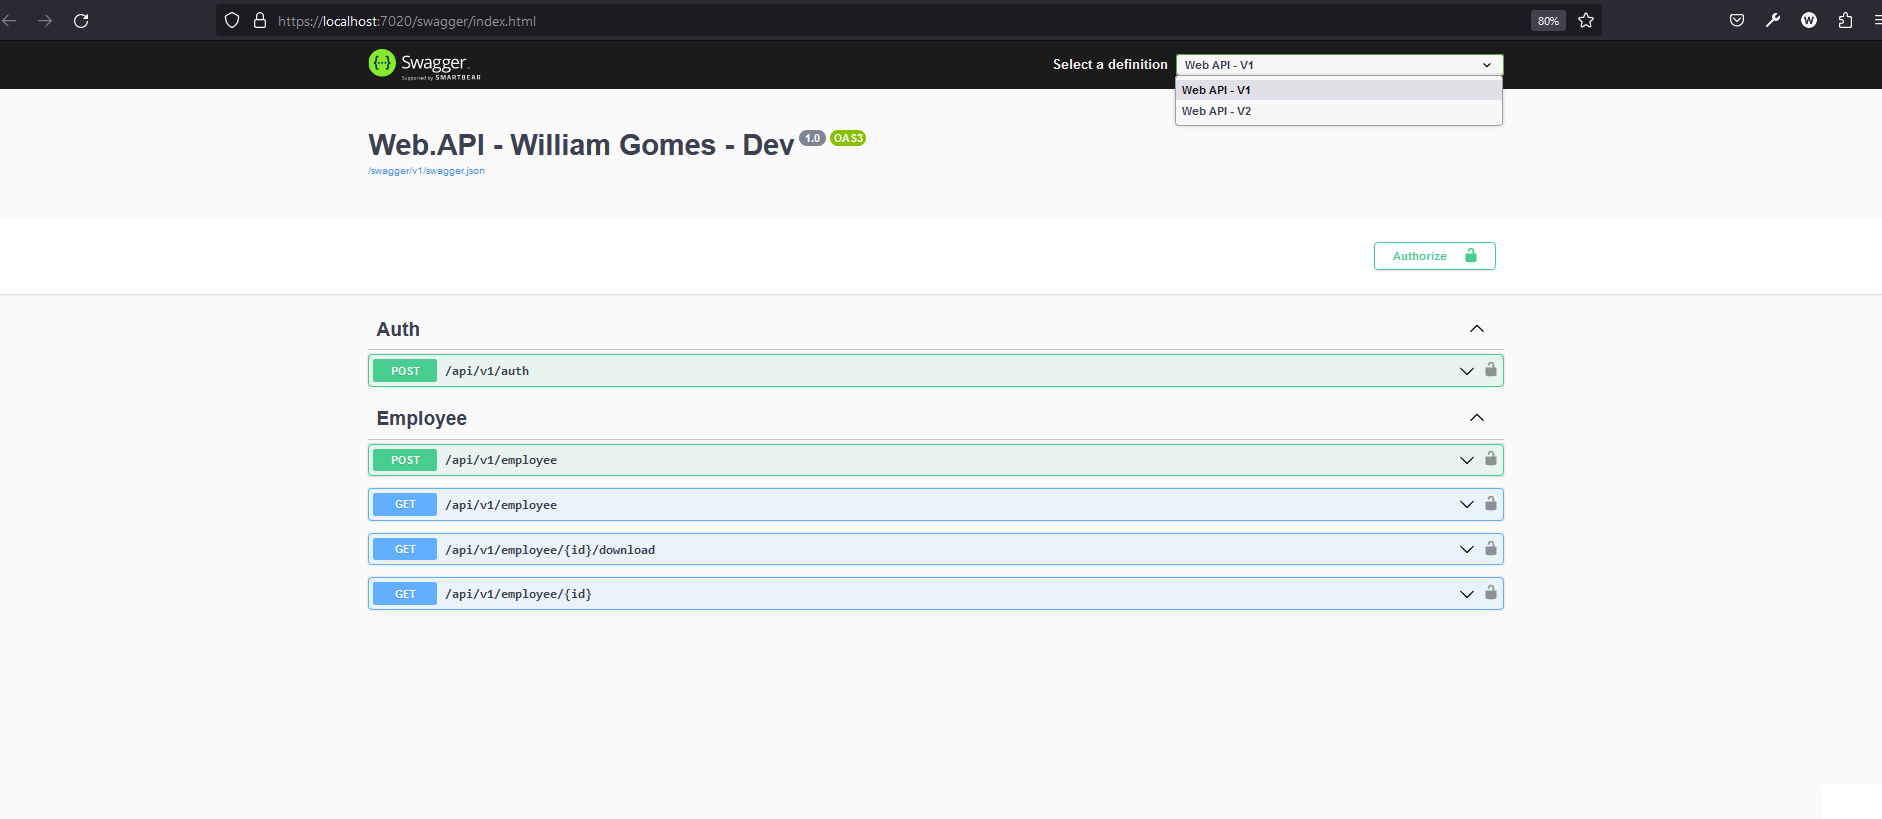 https://localhost:7020/swagger/index.html
80%
W
{···} Swagger.
Supported by SMARTBEAR
Select a definition
Web API - V1
Web API - V1
Web API - V2
Web.API - William Gomes - Dev 1.0 OAS3
/swagger/v1/swagger.json
Authorize
Auth
POST /api/v1/auth
Employee
POST /api/v1/employee
GET /api/v1/employee
GET /api/v1/employee/{id}/download
GET /api/v1/employee/{id}